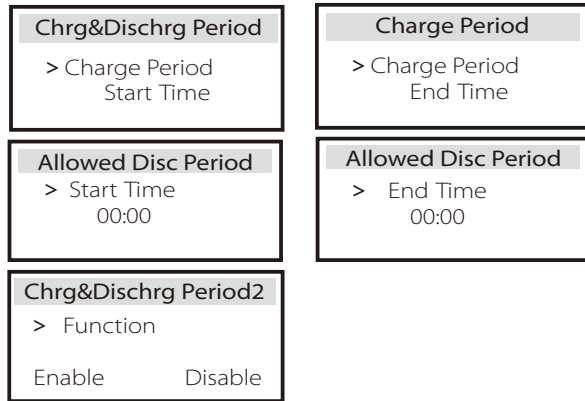 Chrg&Dischrg Period
> Charge Period
Start Time
Charge Period
> Charge Period
End Time
Allowed Disc Period
> Start Time
00:00
Allowed Disc Period
> End Time
00:00
Chrg&Dischrg Period2
> Function
Enable Disable